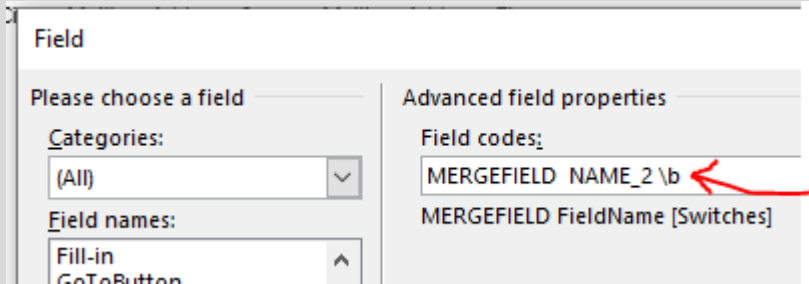 Field
Please choose a field
Advanced field properties
Categories:
Field codes:
(All)
MERGEFIELD  NAME_2 \b
Field names:
MERGEFIELD FieldName [Switches]
Fill-in
GoToButton